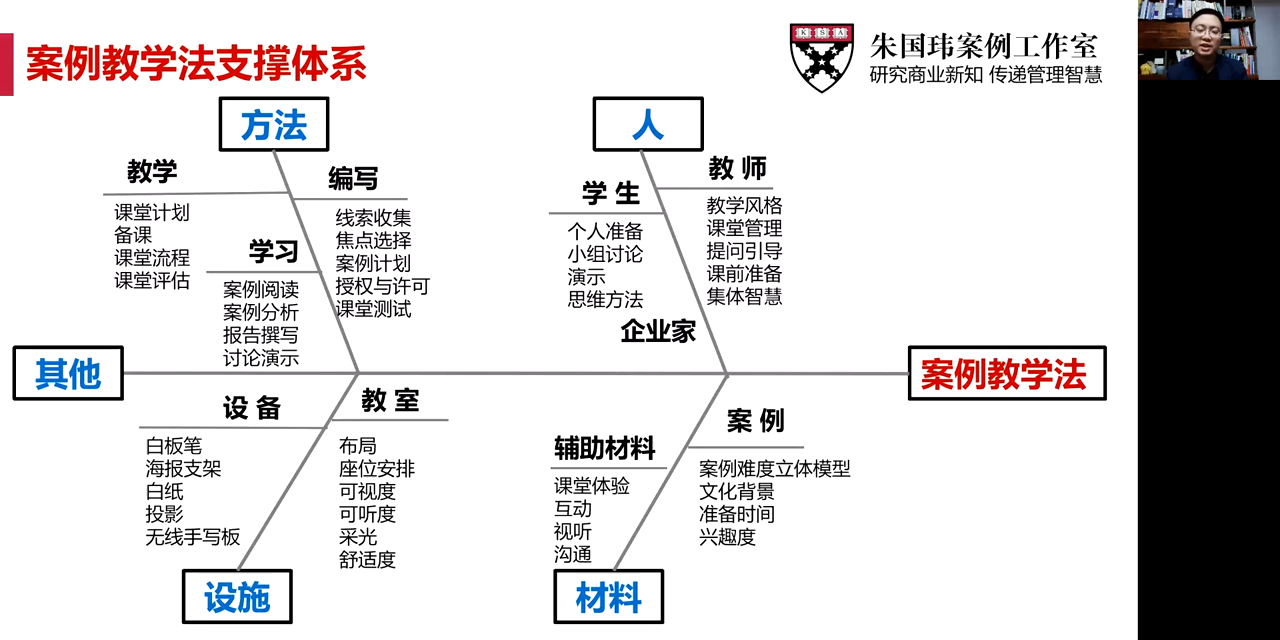 案例教学法支撑体系
KSA
朱国玮案例工作室
研究商业新知 传递管理智慧
方法
教学
课堂计划
备课
课堂流程
课堂评估
学习
案例阅读
案例分析
报告撰写
讨论演示
编写
线索收集
焦点选择
案例计划
授权与许可
课堂测试
人
学生
个人准备
小组讨论
演示
思维方法
教师
教学风格
课堂管理
提问引导
课前准备
集体智慧
企业家
其他
案例教学法
设备
白板笔
海报支架
白纸
投影
无线手写板
教室
布局
座位安排
可视度
可听度
采光
舒适度
设施
辅助材料
课堂体验
互动
视听
沟通
案例
案例难度立体模型
文化背景
准备时间
兴趣度
材料